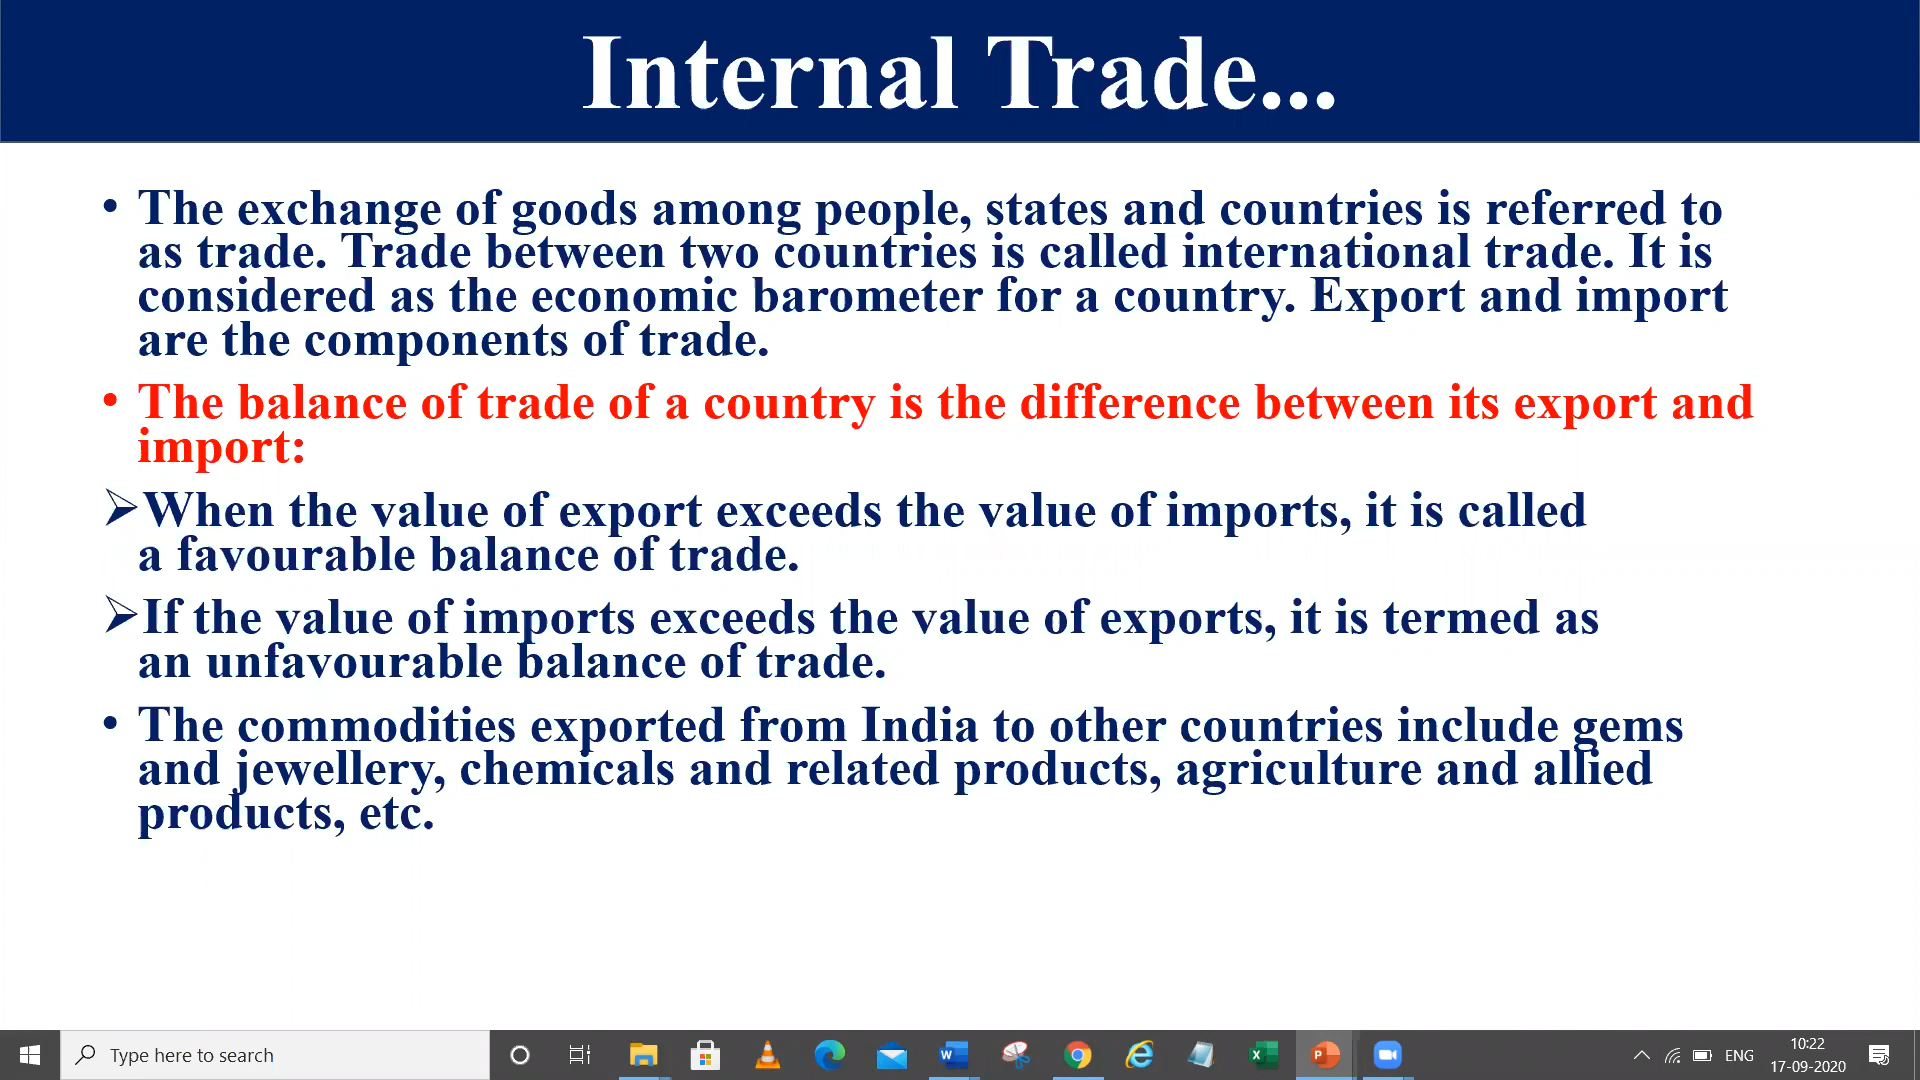 Internal Trade...
• The exchange of goods among people, states and countries is referred to
as trade. Trade between two countries is called international trade. It is
considered as the economic barometer for a country. Export and import
are the components of trade.
• The balance of trade of a country is the difference between its export and
import:
➢When the value of export exceeds the value of imports, it is called
a favourable balance of trade.
➢If the value of imports exceeds the value of exports, it is termed as
an unfavourable balance of trade.
• The commodities exported from India to other countries include gems
and jewellery, chemicals and related products, agriculture and allied
products, etc.
Type here to search
ENG
10:22
17-09-2020